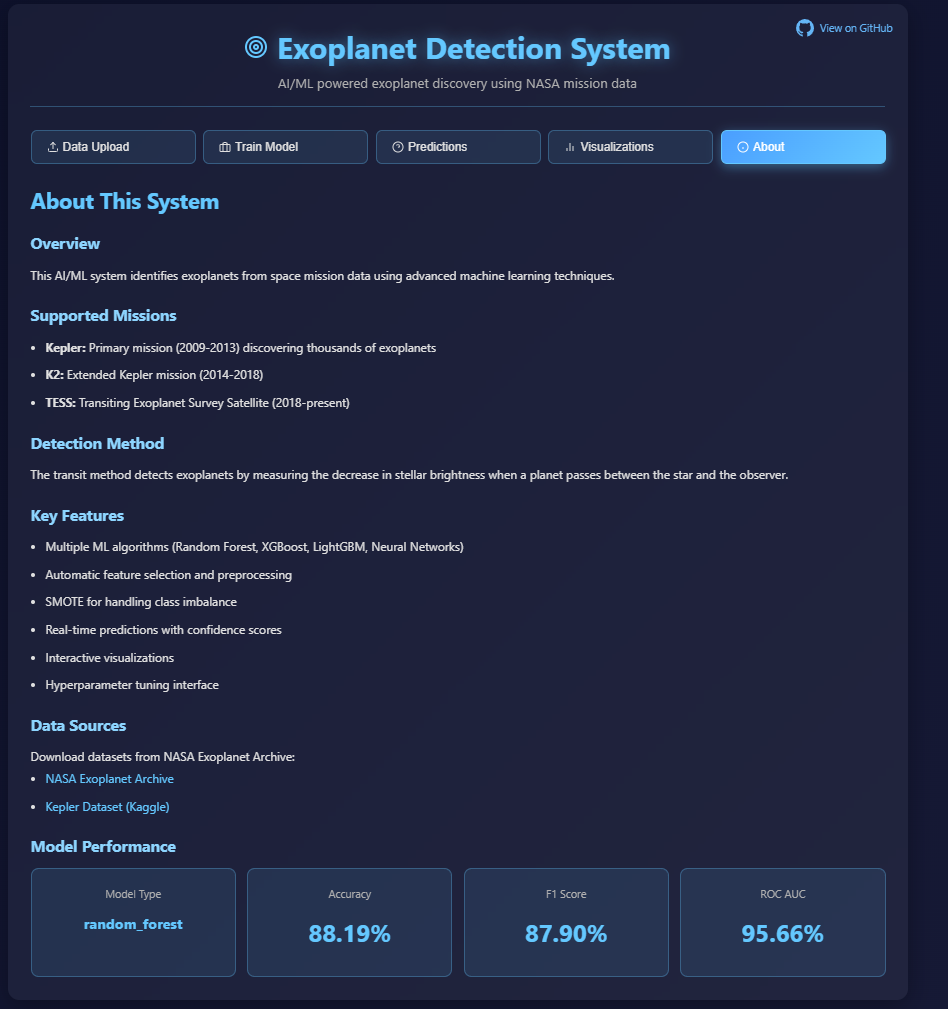 View on GitHub
Exoplanet Detection System
AI/ML powered exoplanet discovery using NASA mission data
Data Upload
Train Model
Predictions
Visualizations
About
About This System
Overview
This AI/ML system identifies exoplanets from space mission data using advanced machine learning techniques.
Supported Missions
• Kepler: Primary mission (2009-2013) discovering thousands of exoplanets
• K2: Extended Kepler mission (2014-2018)
• TESS: Transiting Exoplanet Survey Satellite (2018-present)
Detection Method
The transit method detects exoplanets by measuring the decrease in stellar brightness when a planet passes between the star and the observer.
Key Features
• Multiple ML algorithms (Random Forest, XGBoost, LightGBM, Neural Networks)
• Automatic feature selection and preprocessing
• SMOTE for handling class imbalance
• Real-time predictions with confidence scores
• Interactive visualizations
• Hyperparameter tuning interface
Data Sources
Download datasets from NASA Exoplanet Archive:
• NASA Exoplanet Archive
• Kepler Dataset (Kaggle)
Model Performance
Model Type
random_forest
Accuracy
88.19%
F1 Score
87.90%
ROC AUC
95.66%